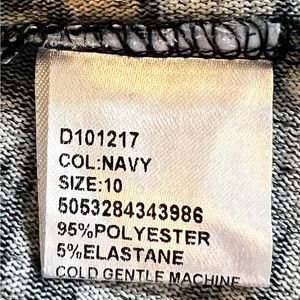 D101217
COL:NAVY
SIZE:10
5053284343986
95%POLYESTER
5%ELASTANE
COLD GENTLE MACHINE